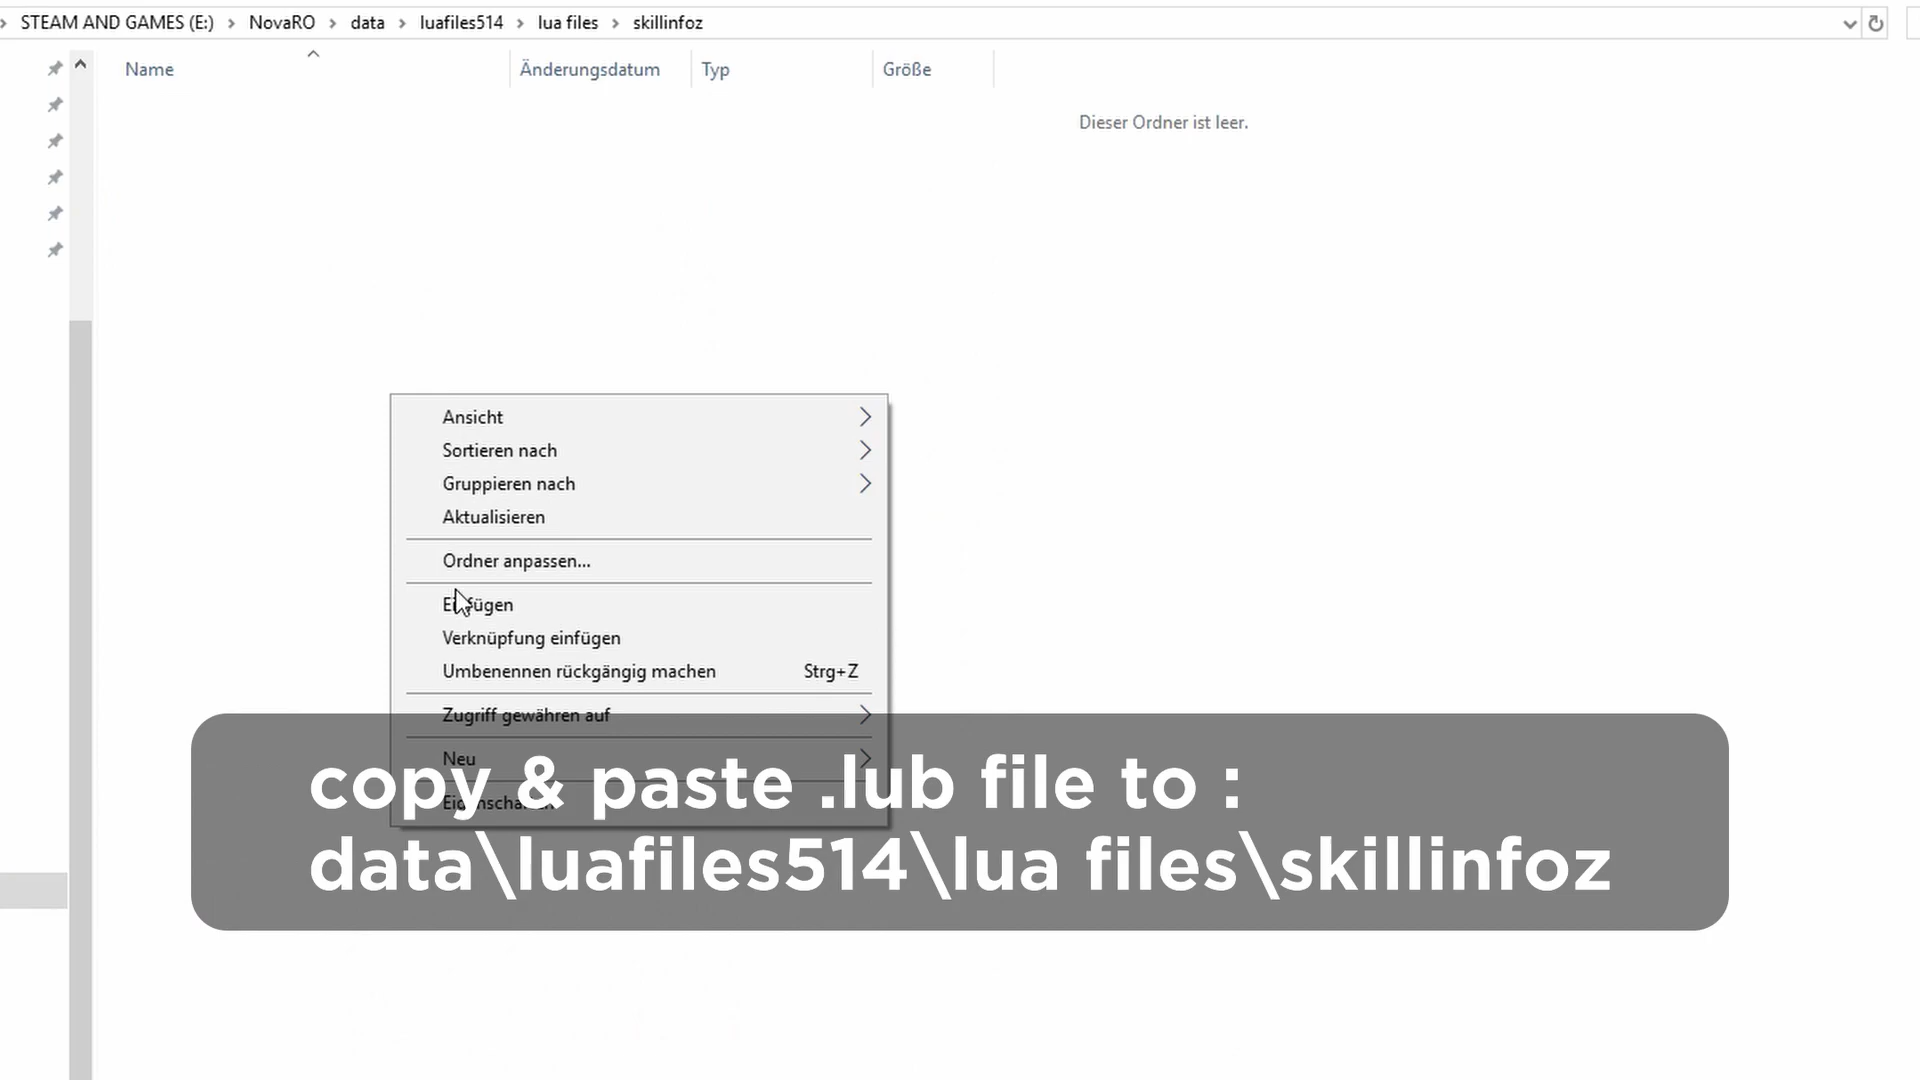 STEAM AND GAMES (E:) > NovaRO > data > luafiles514 > lua files > skillinfoz
Name Änderungsdatum Typ Größe
Dieser Ordner ist leer.
Ansicht
Sortieren nach
Gruppieren nach
Aktualisieren
Ordner anpassen...
Einfügen
Verknüpfung einfügen
Umbenennen rückgängig machen Strg+Z
Zugriff gewähren auf
Neu
Eigenschaften
copy & paste .lub file to :
data\luafiles514\lua files\skillinfoz